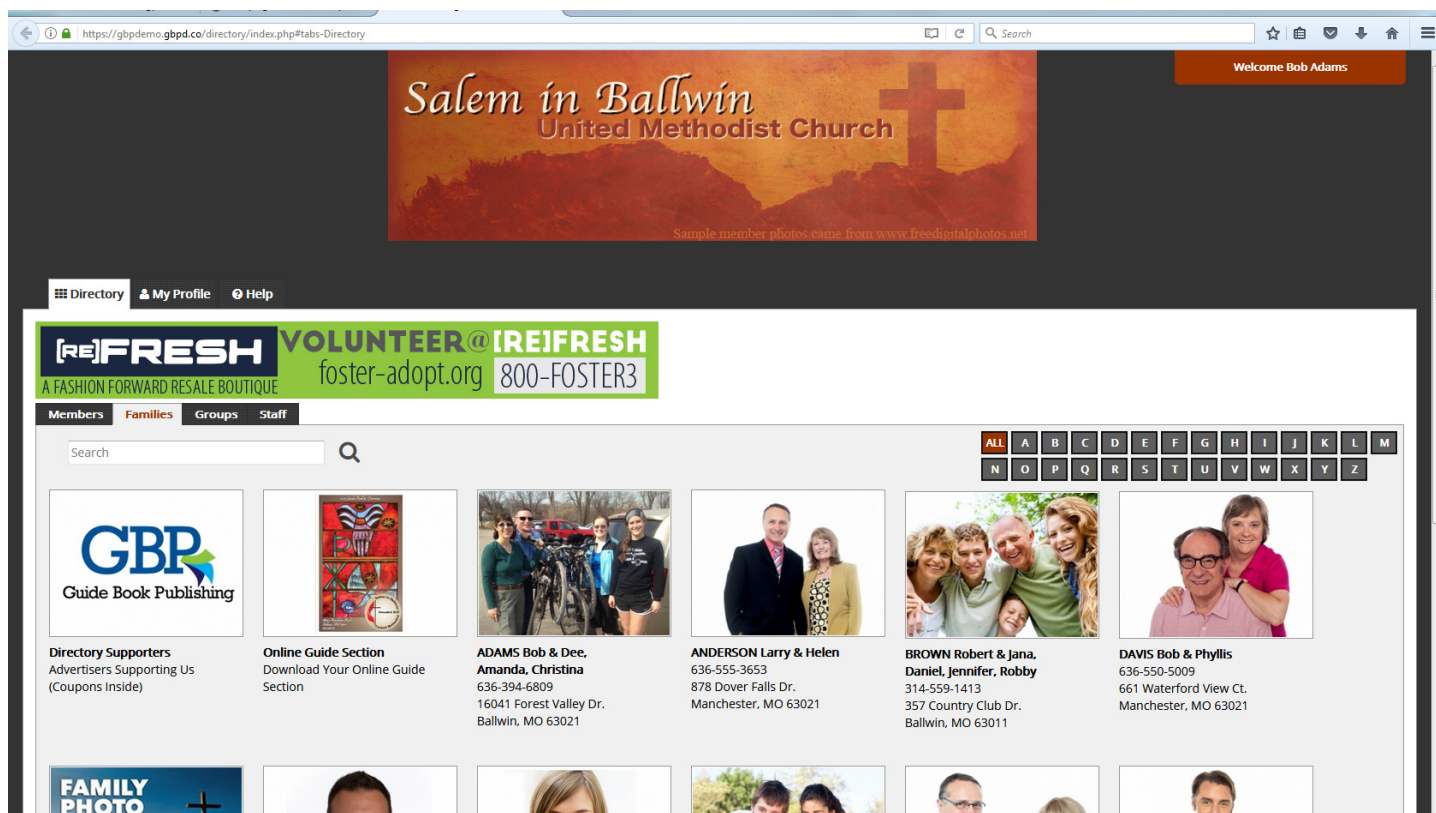 https://gbpdemo.gbpd.co/directory/index.php#tabs-Directory
Search
Welcome Bob Adams
Salem in Ballwin
United Methodist Church
Sample member photos came from www.freedigitalphotos.net
Directory
My Profile
Help
[RE]FRESH
A FASHION FORWARD RESALE BOUTIQUE
VOLUNTEER@[RE]FRESH
foster-adopt.org 800-FOSTER3
Members Families Groups Staff
Search
ALL A B C D E F G H I J K L M
N O P Q R S T U V W X Y Z
GBP
Guide Book Publishing
Directory Supporters
Advertisers Supporting Us
(Coupons Inside)
Online Guide Section
Download Your Online Guide
Section
ADAMS Bob & Dee,
Amanda, Christina
636-394-6809
16041 Forest Valley Dr.
Ballwin, MO 63021
ANDERSON Larry & Helen
636-555-3653
878 Dover Falls Dr.
Manchester, MO 63021
BROWN Robert & Jana,
Daniel, Jennifer, Robby
314-559-1413
357 Country Club Dr.
Ballwin, MO 63011
DAVIS Bob & Phyllis
636-550-5009
661 Waterford View Ct.
Manchester, MO 63021
FAMILY
PHOTO